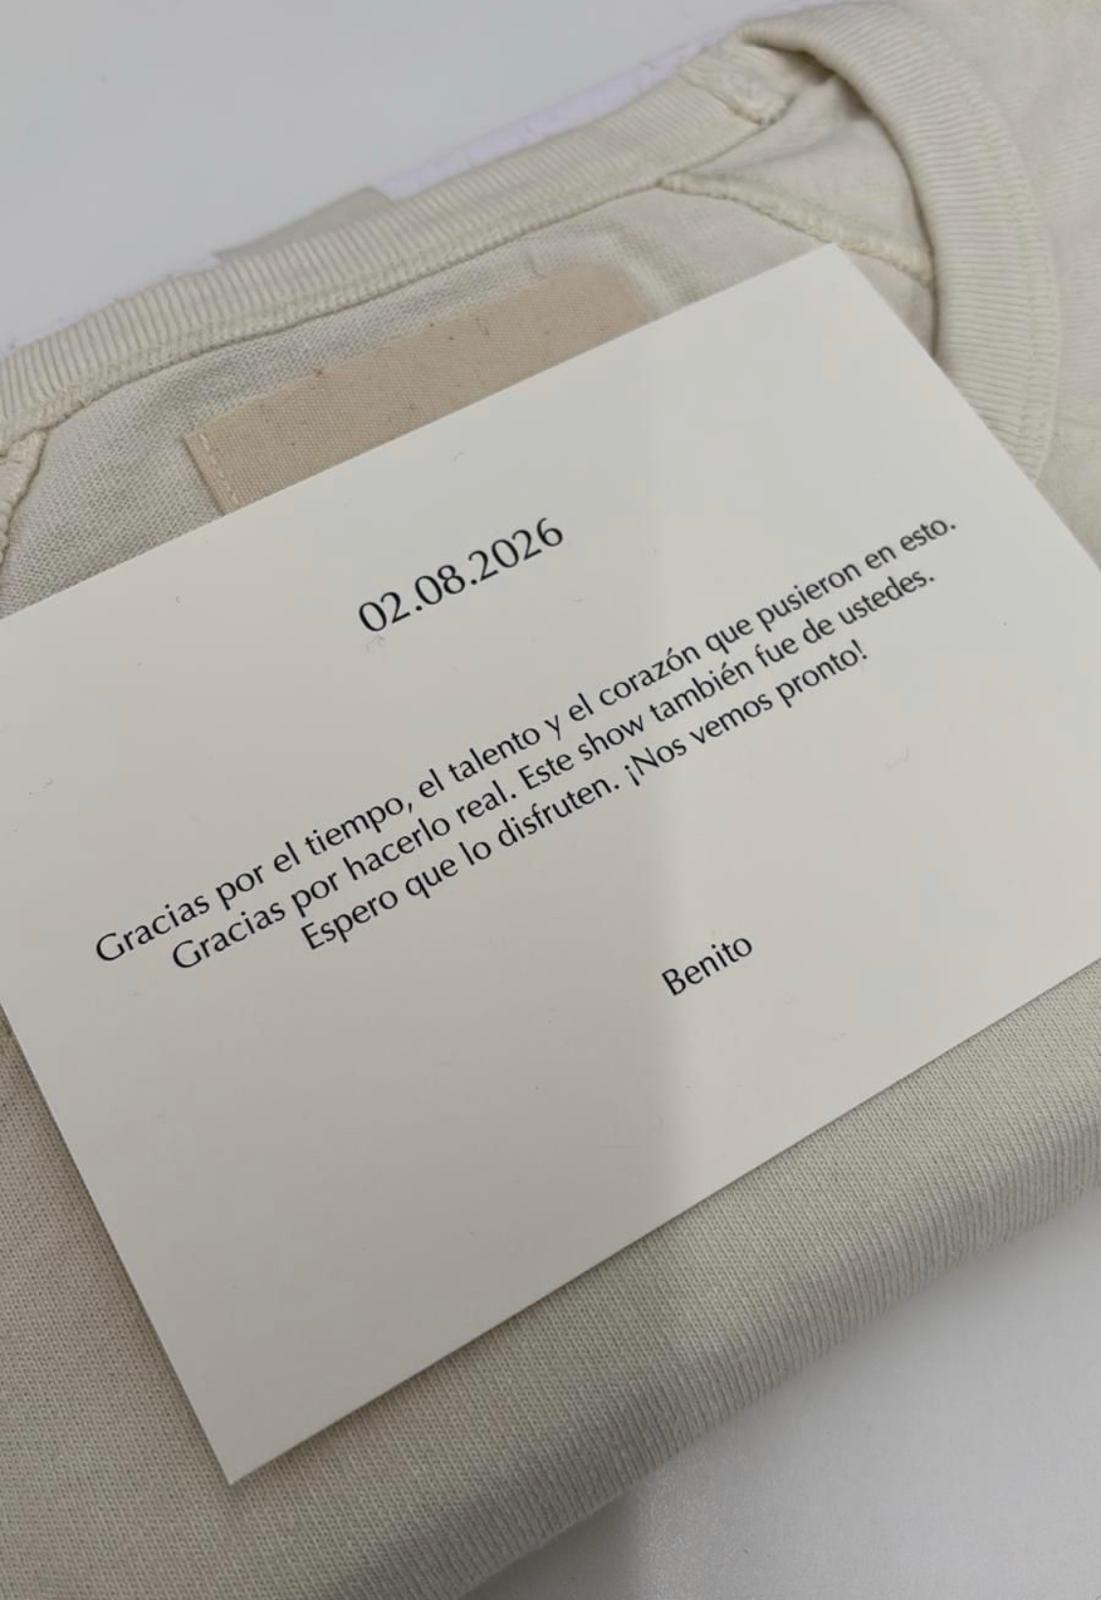 02.08.2026
Gracias por el tiempo, el talento y el corazón que pusieron en esto.
Gracias por hacerlo real. Este show también fue de ustedes.
Espero que lo disfruten. ¡Nos vemos pronto!
Benito